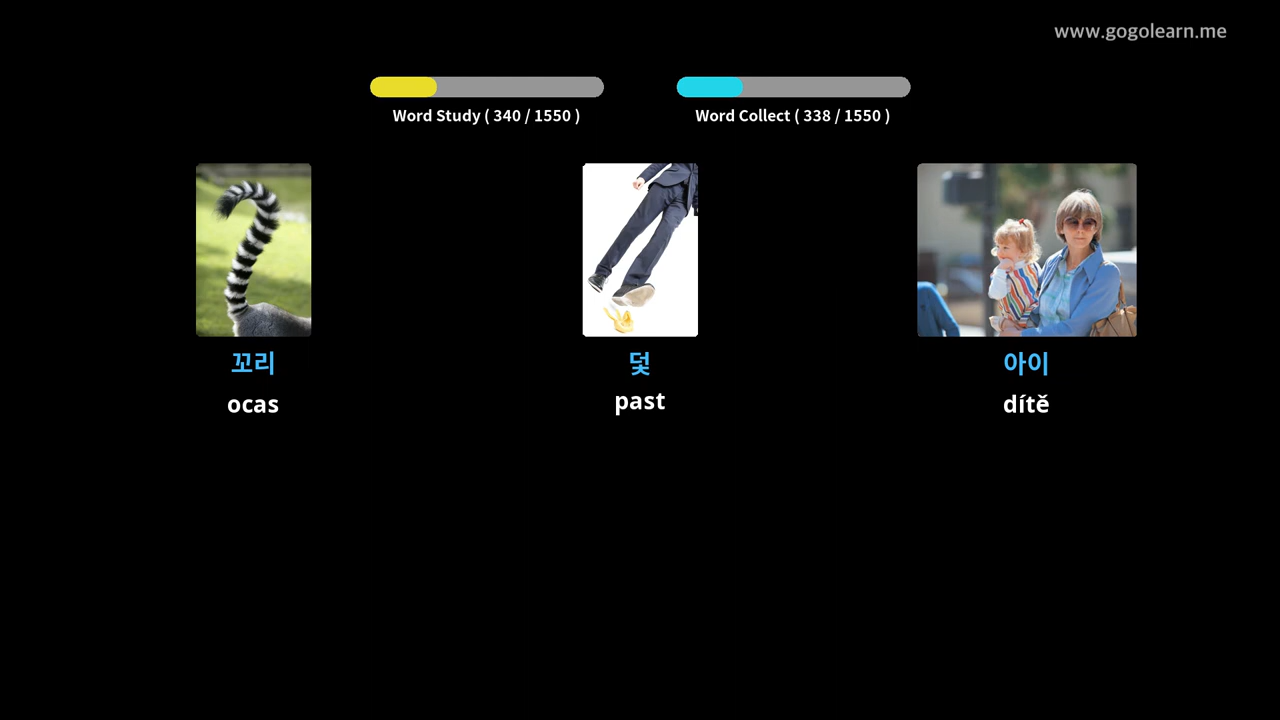 www.gogolearn.me
Word Study ( 340 / 1550 )
Word Collect ( 338 / 1550 )
꼬리
덫
아이
ocas
past
dítě